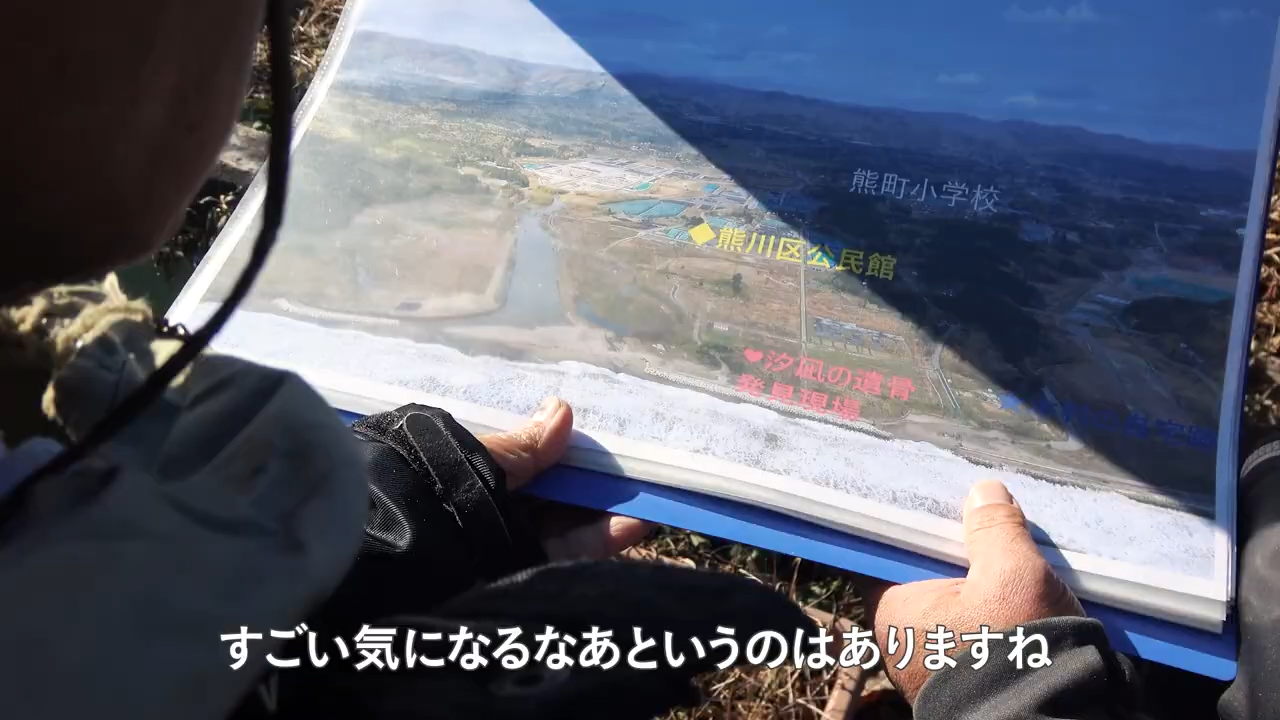 熊町小学校
熊川区公民館
汐凪の遺骨
発見現場
すごい気になるなあというのはありますね